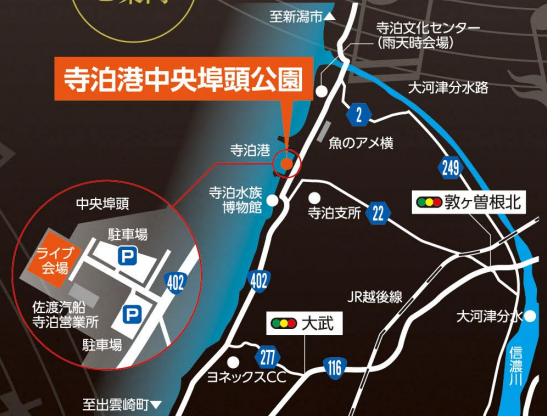 ご案内
至新潟市▲
寺泊文化センター
(雨天時会場)
寺泊港中央埠頭公園
大河津分水路
2
魚のアメ横
寺泊港
249
中央埠頭
寺泊水族
博物館
寺泊支所
22
敦ヶ曽根北
駐車場
P
ライブ
会場
402
402
佐渡汽船
寺泊営業所
P
駐車場
JR越後線
大武
大河津分水
277
116
ヨネックスCC
信濃川
至出雲崎町▼